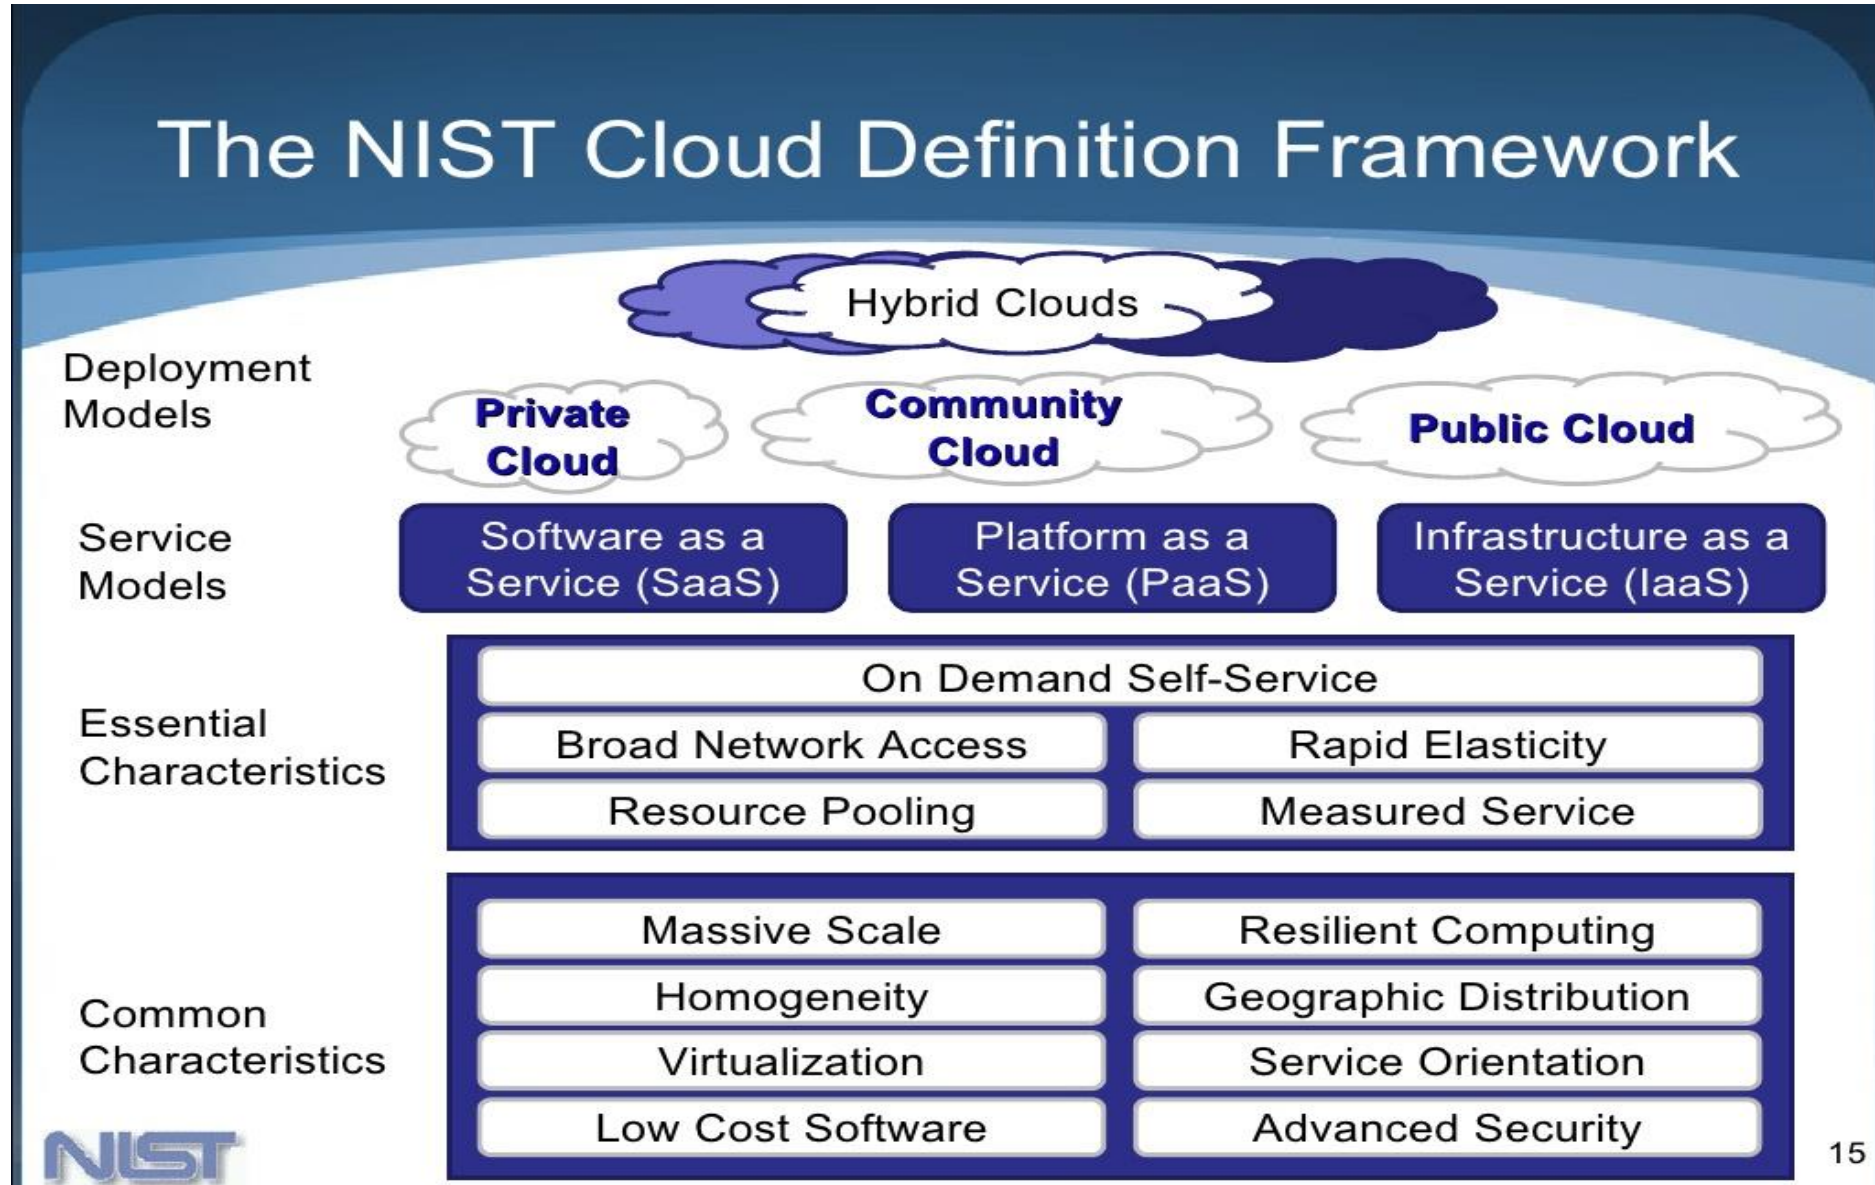 The NIST Cloud Definition Framework
Hybrid Clouds
Deployment
Models
Private
Cloud
Community
Cloud
Public Cloud
Service
Models
Software as a
Service (SaaS)
Platform as a
Service (PaaS)
Infrastructure as a
Service (IaaS)
Essential
Characteristics
On Demand Self-Service
Broad Network Access
Rapid Elasticity
Resource Pooling
Measured Service
Common
Characteristics
Massive Scale
Resilient Computing
Homogeneity
Geographic Distribution
Virtualization
Service Orientation
Low Cost Software
Advanced Security
NIST
15